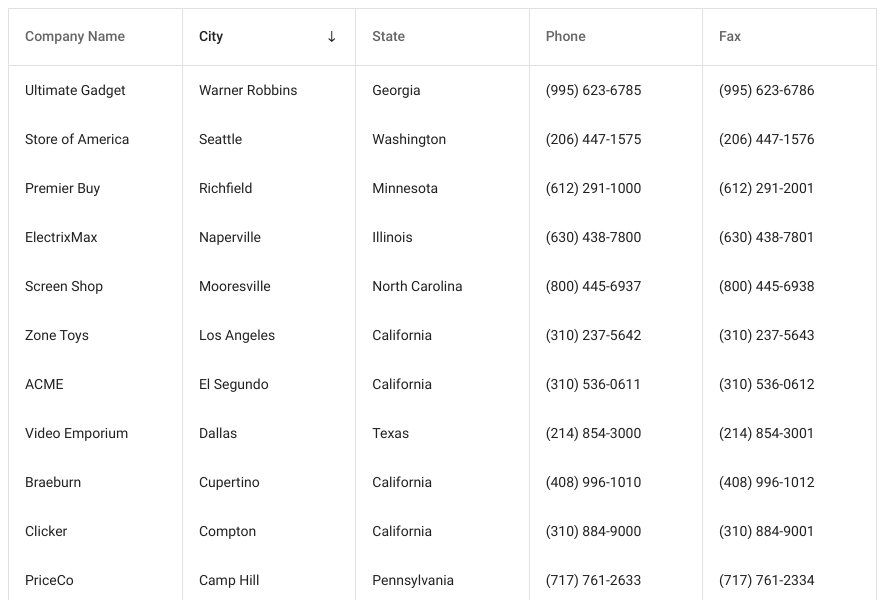 Company Name City ↓ State Phone Fax
Ultimate Gadget Warner Robbins Georgia (995) 623-6785 (995) 623-6786
Store of America Seattle Washington (206) 447-1575 (206) 447-1576
Premier Buy Richfield Minnesota (612) 291-1000 (612) 291-2001
ElectrixMax Naperville Illinois (630) 438-7800 (630) 438-7801
Screen Shop Mooresville North Carolina (800) 445-6937 (800) 445-6938
Zone Toys Los Angeles California (310) 237-5642 (310) 237-5643
ACME El Segundo California (310) 536-0611 (310) 536-0612
Video Emporium Dallas Texas (214) 854-3000 (214) 854-3001
Braeburn Cupertino California (408) 996-1010 (408) 996-1012
Clicker Compton California (310) 884-9000 (310) 884-9001
PriceCo Camp Hill Pennsylvania (717) 761-2633 (717) 761-2334